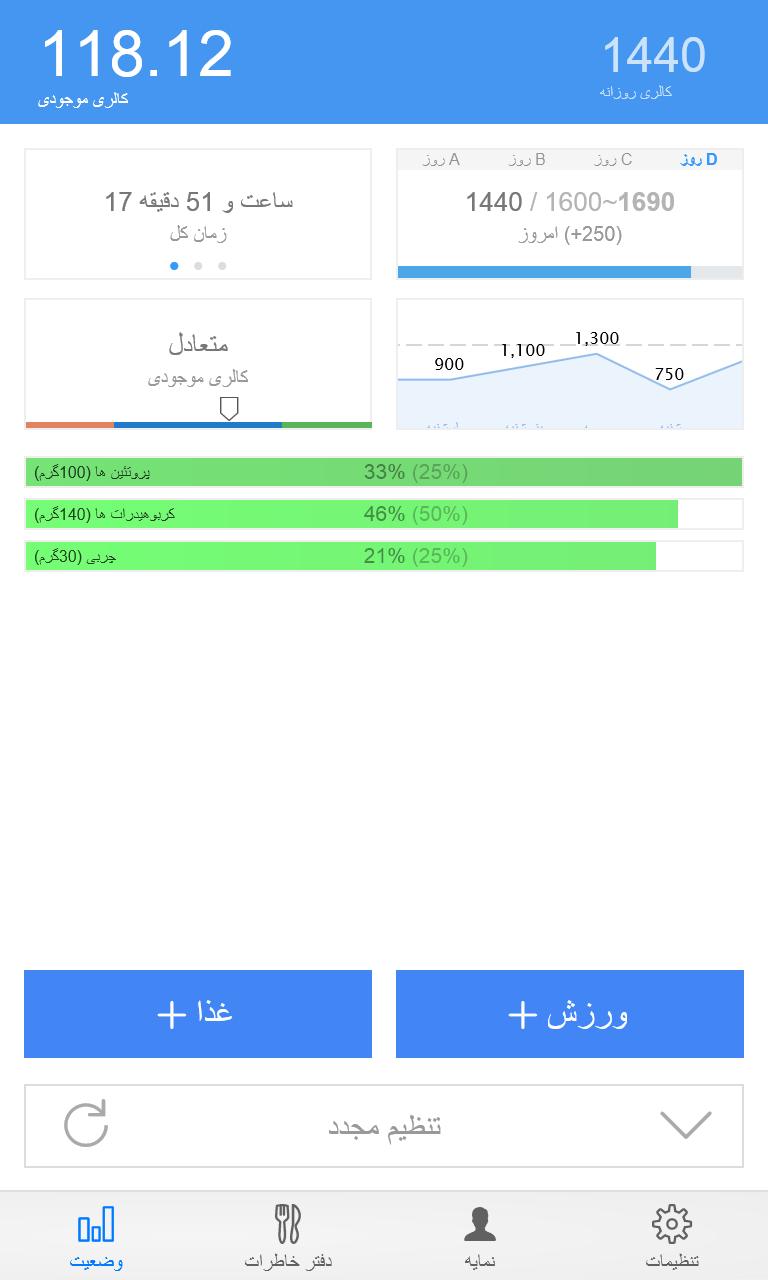 118.12
کالری موجودی
1440
کالری روزانه
17 ساعت و 51 دقیقه
زمان کل
روز A
روز B
روز C
روز D
1440 / 1600~1690
امروز (+250)
متعادل
کالری موجودی
900
1,100
1,300
750
پروتئین ها (100گرم)
33% (25%)
کربوهیدرات ها (140گرم)
46% (50%)
چربی (30گرم)
21% (25%)
+ غذا
+ ورزش
تنظیم مجدد
وضعیت
دفتر خاطرات
نمایه
تنظیمات